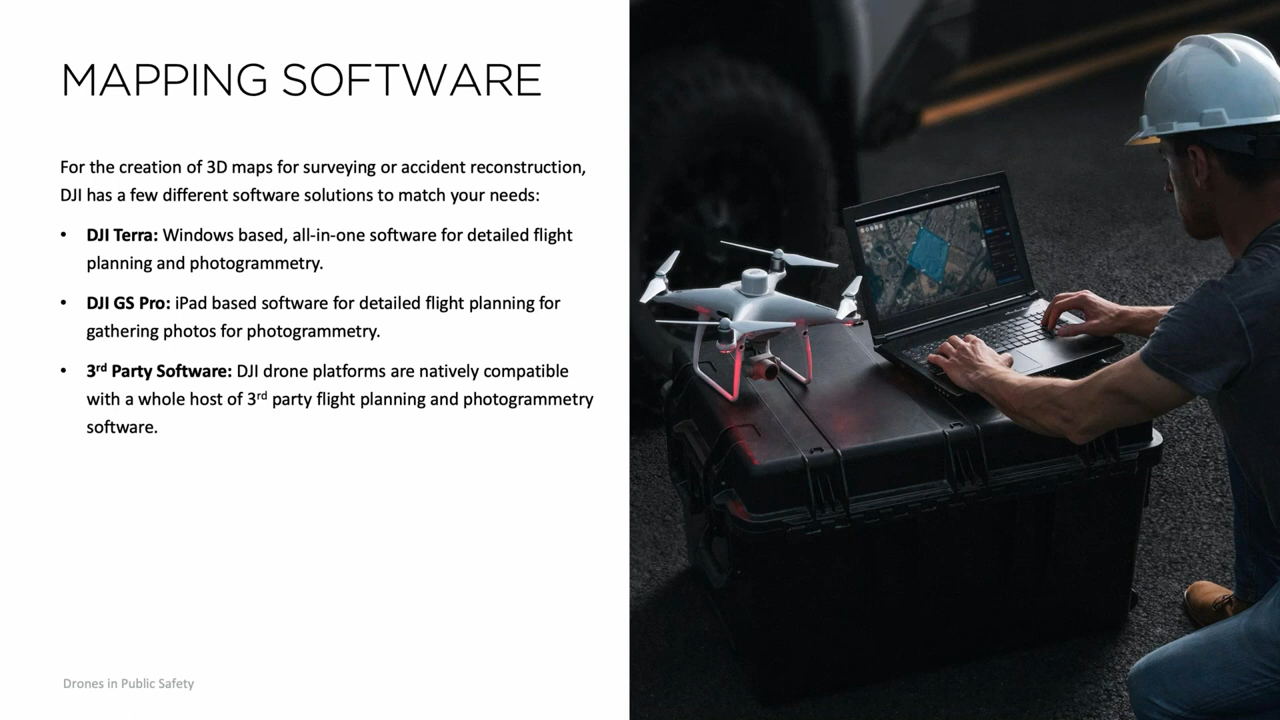 MAPPING SOFTWARE
For the creation of 3D maps for surveying or accident reconstruction,
DJI has a few different software solutions to match your needs:
• DJI Terra: Windows based, all-in-one software for detailed flight
planning and photogrammetry.
• DJI GS Pro: iPad based software for detailed flight planning for
gathering photos for photogrammetry.
• 3rd Party Software: DJI drone platforms are natively compatible
with a whole host of 3rd party flight planning and photogrammetry
software.
Drones in Public Safety